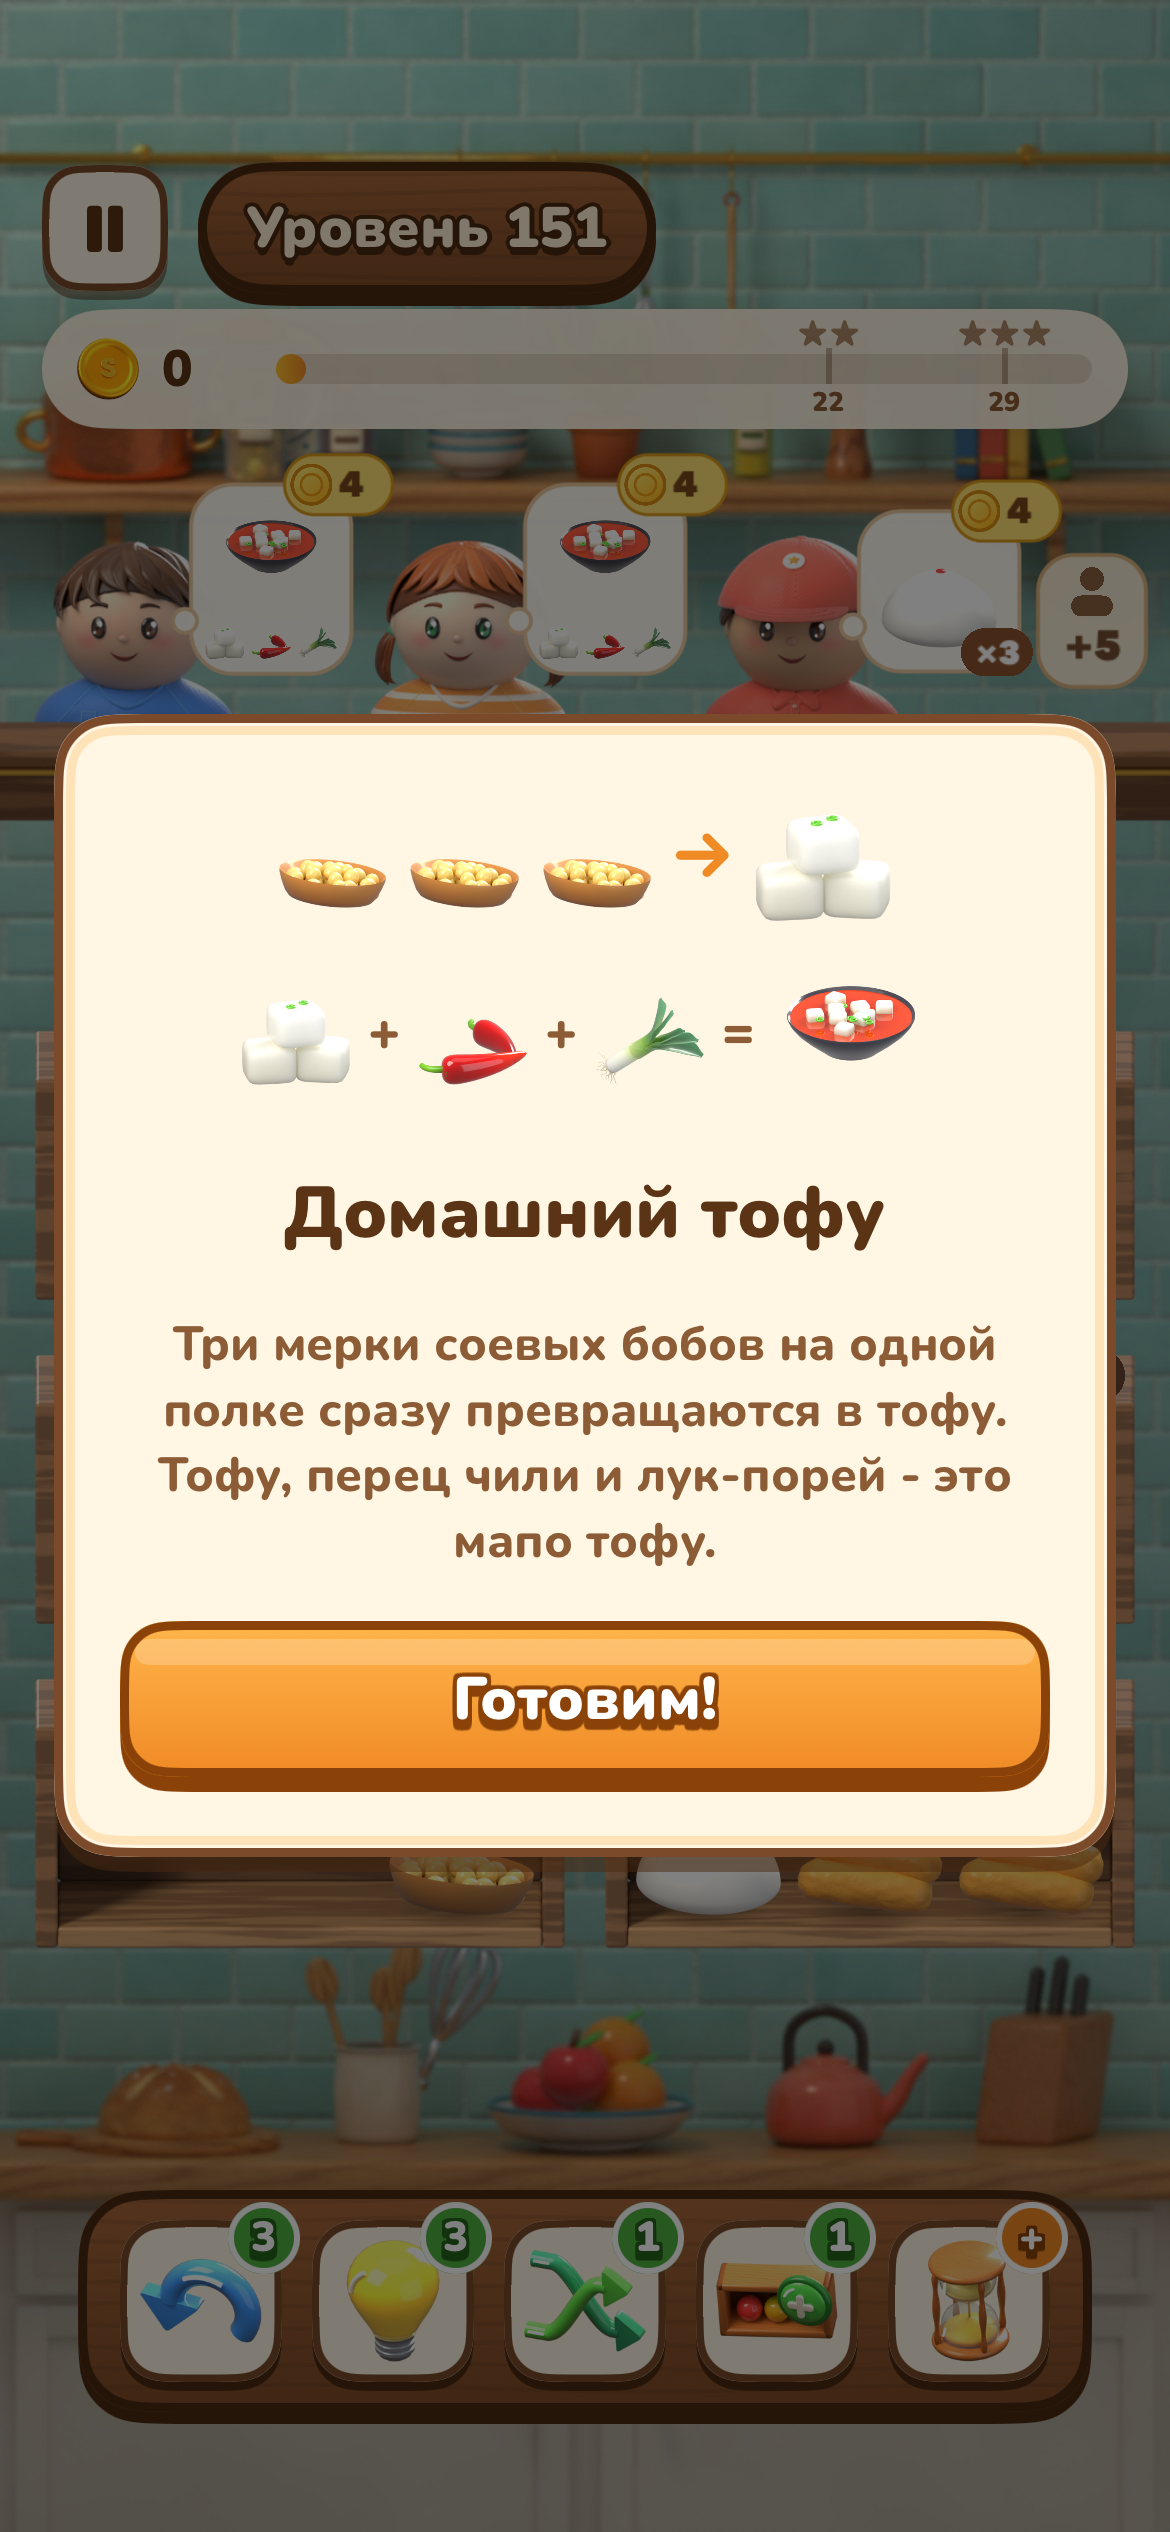 Уровень 151
0
22
29
4
4
4
×3
+5
+
+
=
Домашний тофу
Три мерки соевых бобов на одной
полке сразу превращаются в тофу.
Тофу, перец чили и лук-порей - это
мапо тофу.
Готовим!
3
3
1
1
+